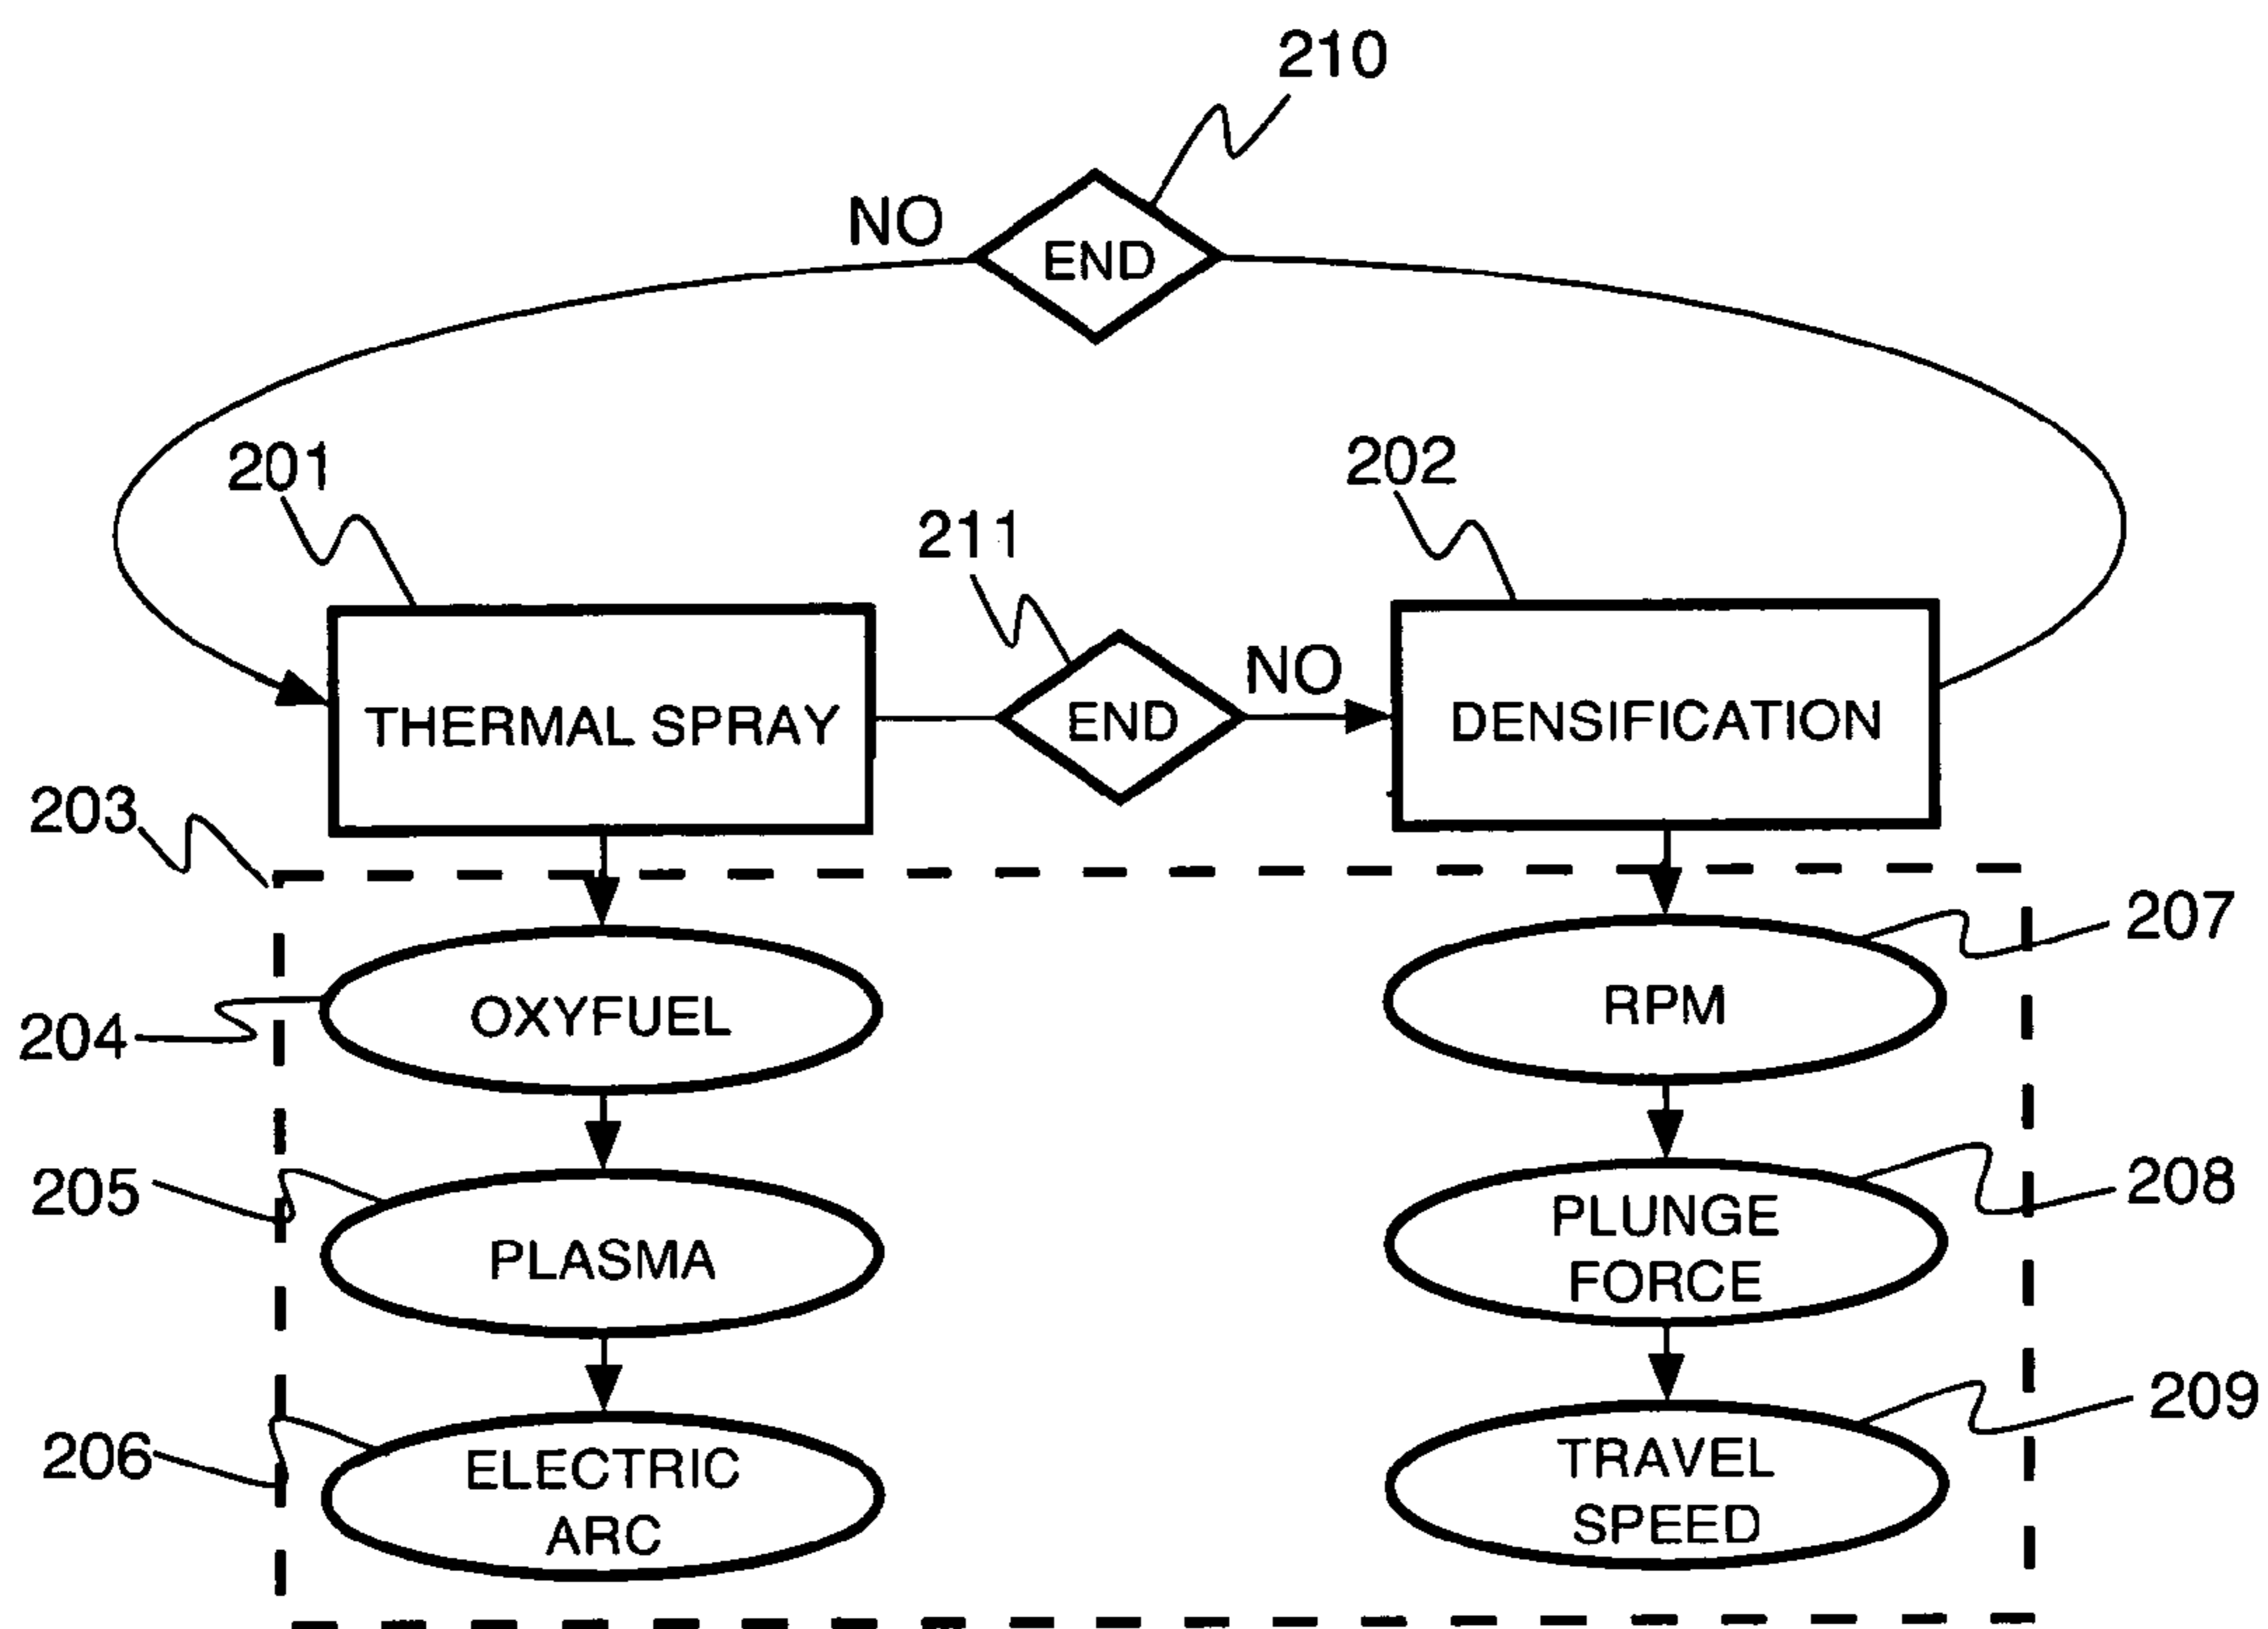 210
NO
END
201
202
211
NO
THERMAL SPRAY
END
DENSIFICATION
203
207
OXYFUEL
RPM
204
205
208
PLASMA
PLUNGE
FORCE
206
209
ELECTRIC
ARC
TRAVEL
SPEED